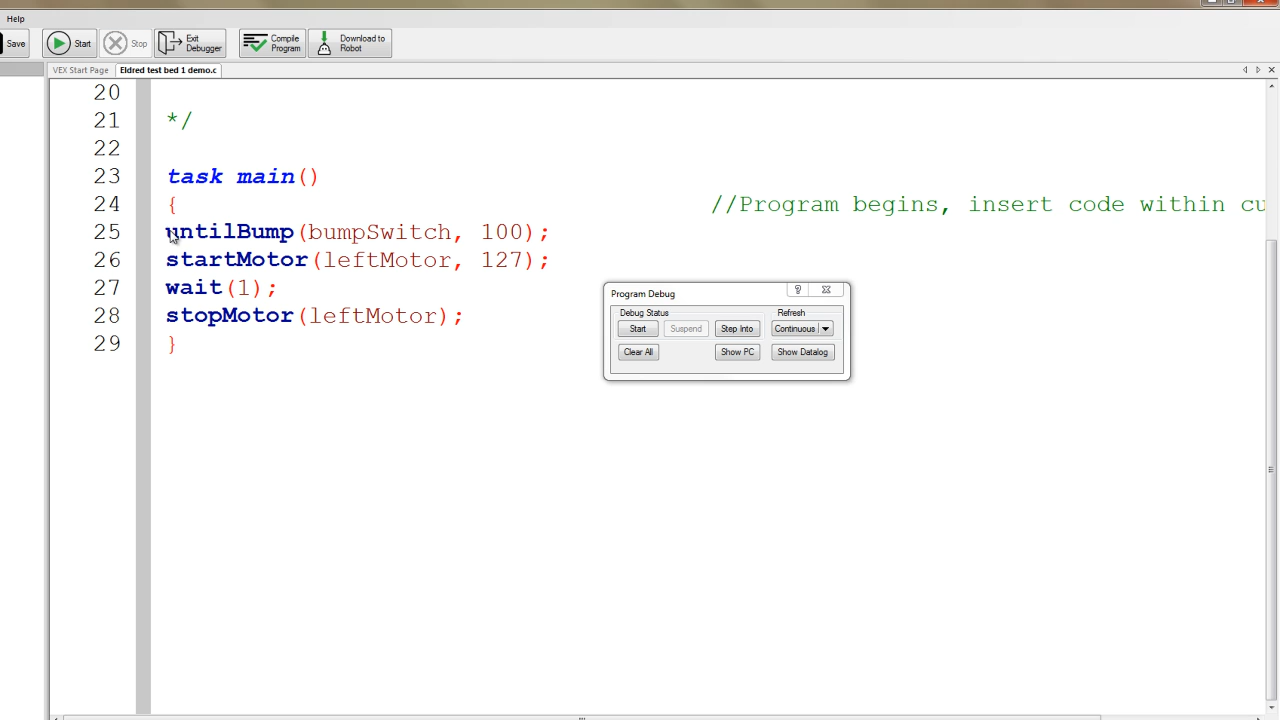 Help
Save Start Stop Exit Debugger Compile Program Download to Robot
VEX Start Page Eldred test bed 1 demo.c
20
21 */
22
23 task main()
24 { //Program begins, insert code within cu
25 untilBump(bumpSwitch, 100);
26 startMotor(leftMotor, 127);
27 wait(1);
28 stopMotor(leftMotor);
29 }
Program Debug
Debug Status Refresh
Start Suspend Step Into Continuous
Clear All Show PC Show Datalog